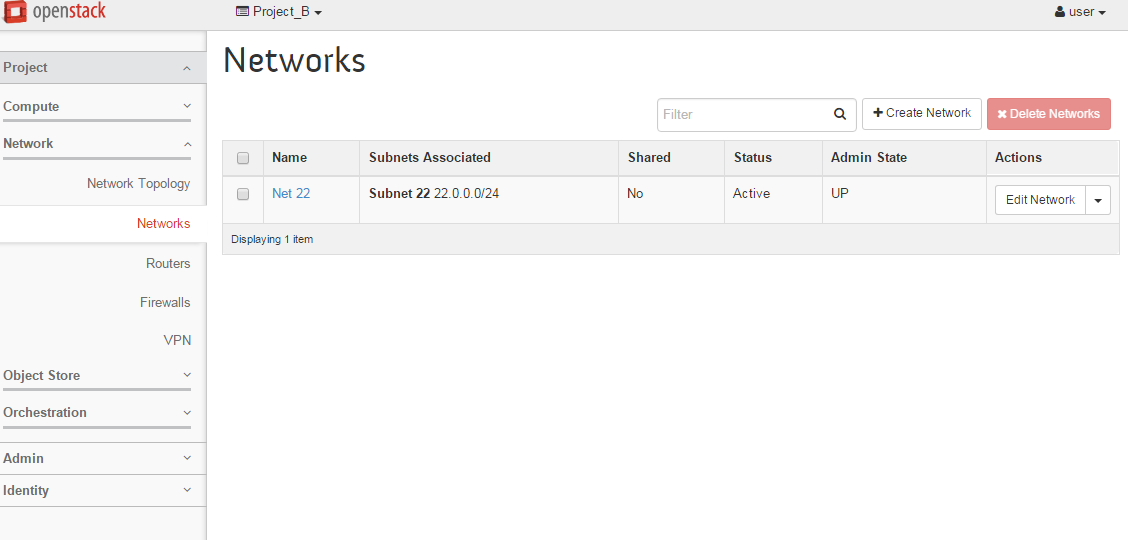 openstack
Project_B
user
Project
Compute
Network
Network Topology
Networks
Routers
Firewalls
VPN
Object Store
Orchestration
Admin
Identity
Networks
Filter
Create Network
Delete Networks
Name Subnets Associated Shared Status Admin State Actions
Net 22 Subnet 22 22.0.0.0/24 No Active UP Edit Network
Displaying 1 item